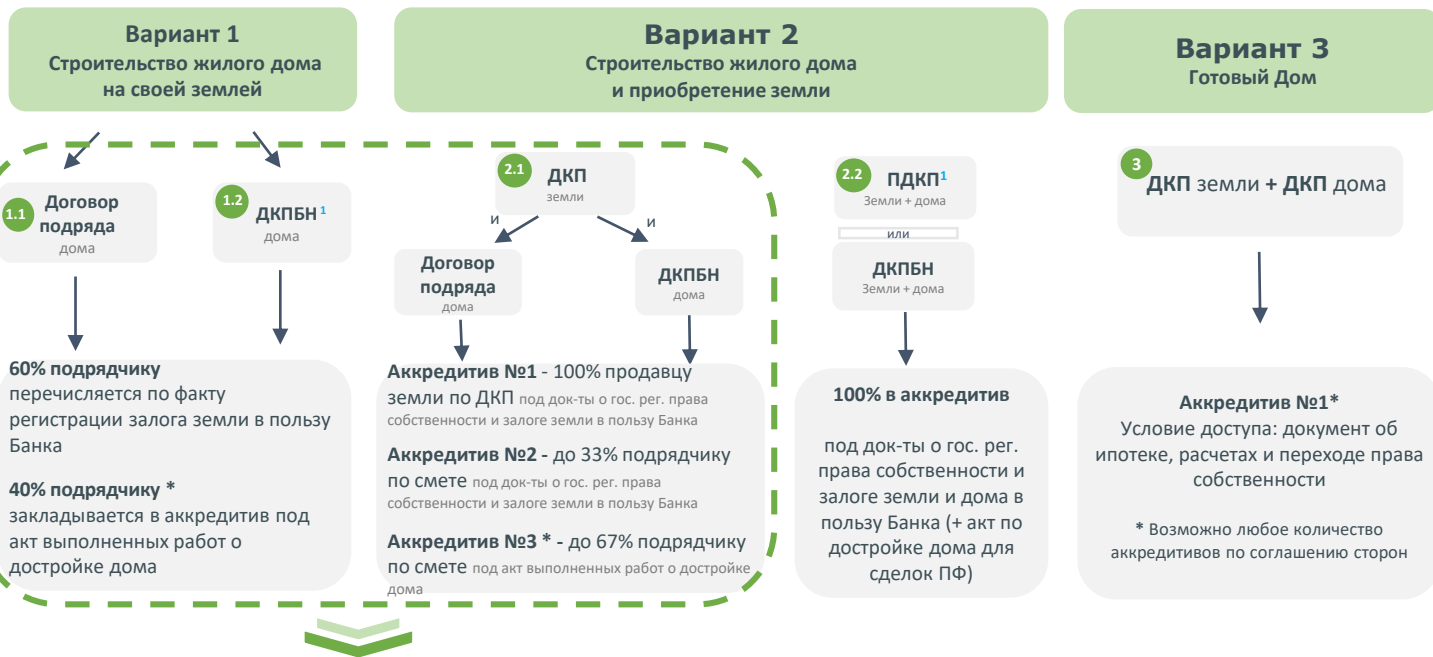 Вариант 1
Строительство жилого дома
на своей землей
Вариант 2
Строительство жилого дома
и приобретение земли
Вариант 3
Готовый Дом
1.1
Договор
подряда
дома
1.2
ДКПБН 1
дома
2.1
ДКП
земли
и
и
Договор
подряда
дома
ДКПБН
дома
2.2
ПДКП1
Земли + дома
или
ДКПБН
Земли + дома
3
ДКП земли + ДКП дома
60% подрядчику
перечисляется по факту
регистрации залога земли в пользу
Банка
40% подрядчику *
закладывается в аккредитив под
акт выполненных работ о
достройке дома
Аккредитив №1 - 100% продавцу
земли по ДКП под док-ты о гос. рег. права
собственности и залоге земли в пользу Банка
Аккредитив №2 - до 33% подрядчику
по смете под док-ты о гос. рег. права
собственности и залоге земли в пользу Банка
Аккредитив №3 * - до 67% подрядчику
по смете под акт выполненных работ о достройке
дома
100% в аккредитив
под док-ты о гос. рег.
права собственности и
залоге земли и дома в
пользу Банка (+ акт по
достройке дома для
сделок ПФ)
Аккредитив №1*
Условие доступа: документ об
ипотеке, расчетах и переходе права
собственности
* Возможно любое количество
аккредитивов по соглашению сторон